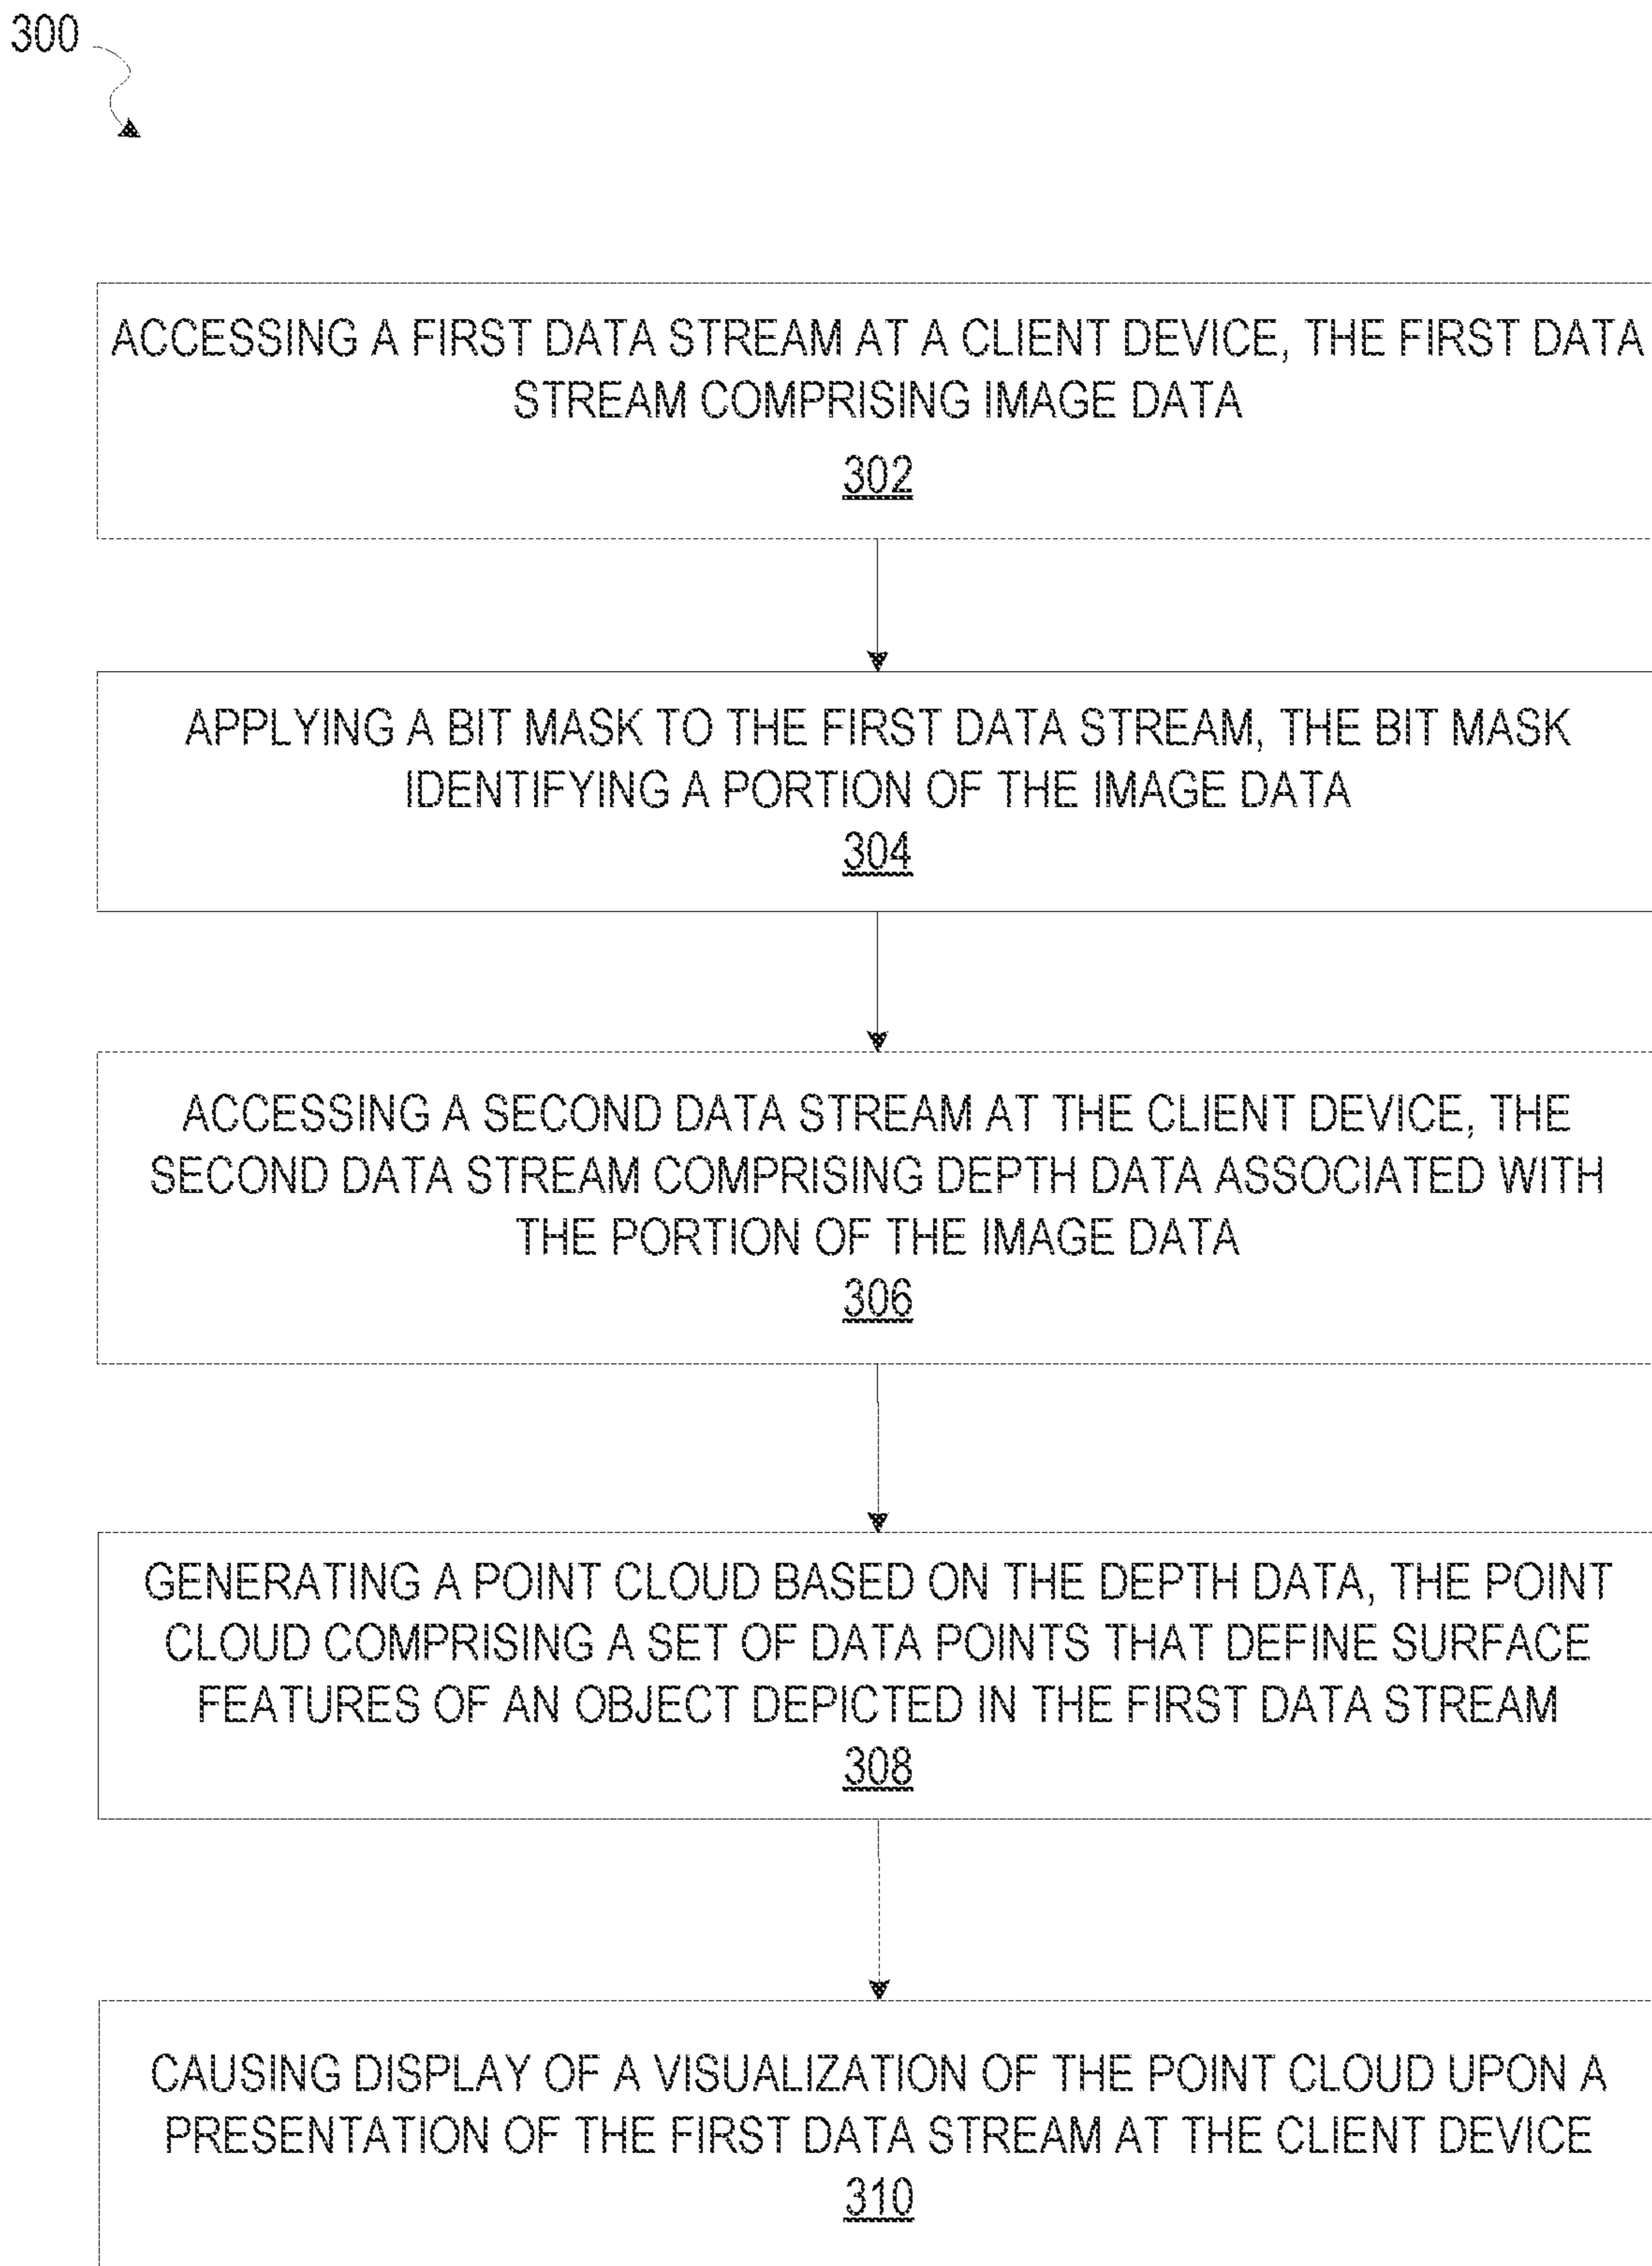 300
ACCESSING A FIRST DATA STREAM AT A CLIENT DEVICE, THE FIRST DATA
STREAM COMPRISING IMAGE DATA
302
APPLYING A BIT MASK TO THE FIRST DATA STREAM, THE BIT MASK
IDENTIFYING A PORTION OF THE IMAGE DATA
304
ACCESSING A SECOND DATA STREAM AT THE CLIENT DEVICE, THE
SECOND DATA STREAM COMPRISING DEPTH DATA ASSOCIATED WITH
THE PORTION OF THE IMAGE DATA
306
GENERATING A POINT CLOUD BASED ON THE DEPTH DATA, THE POINT
CLOUD COMPRISING A SET OF DATA POINTS THAT DEFINE SURFACE
FEATURES OF AN OBJECT DEPICTED IN THE FIRST DATA STREAM
308
CAUSING DISPLAY OF A VISUALIZATION OF THE POINT CLOUD UPON A
PRESENTATION OF THE FIRST DATA STREAM AT THE CLIENT DEVICE
310